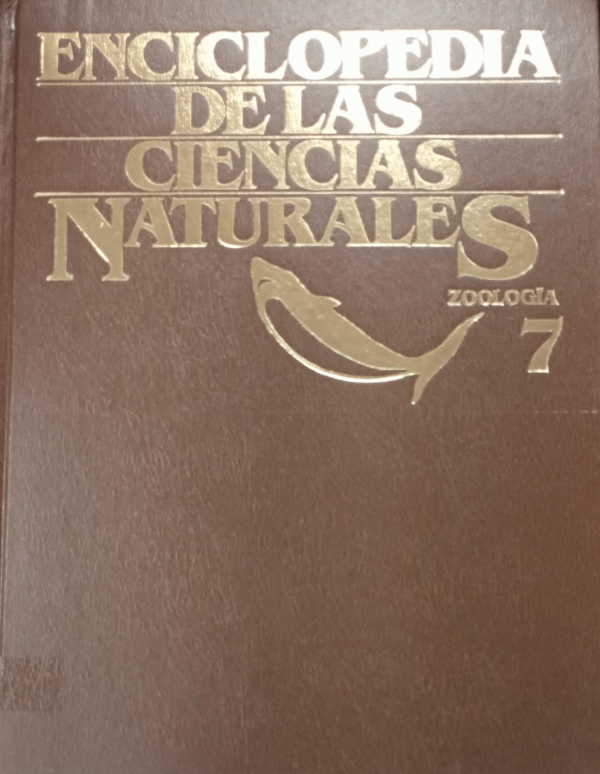 ENCICLOPEDIA
DE LAS
CIENCIAS
NATURALES
ZOOLOGÍA
7